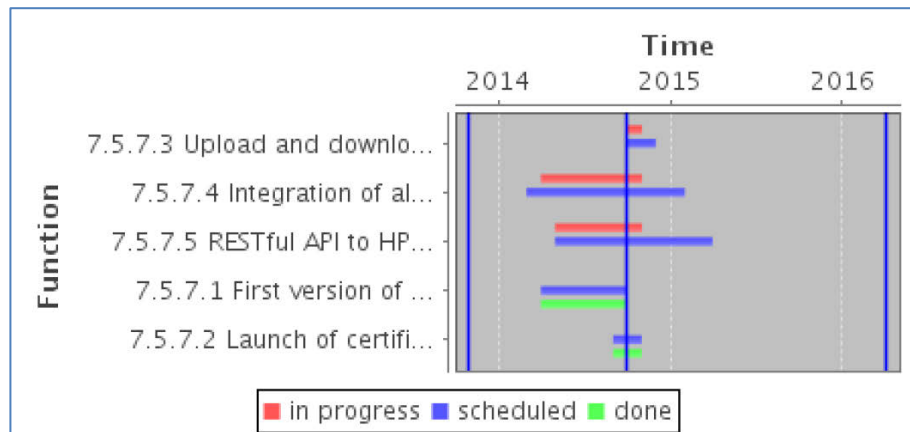 Time
2014 2015 2016
Function
7.5.7.3 Upload and downlo...
7.5.7.4 Integration of al...
7.5.7.5 RESTful API to HP...
7.5.7.1 First version of ...
7.5.7.2 Launch of certifi...
in progress scheduled done